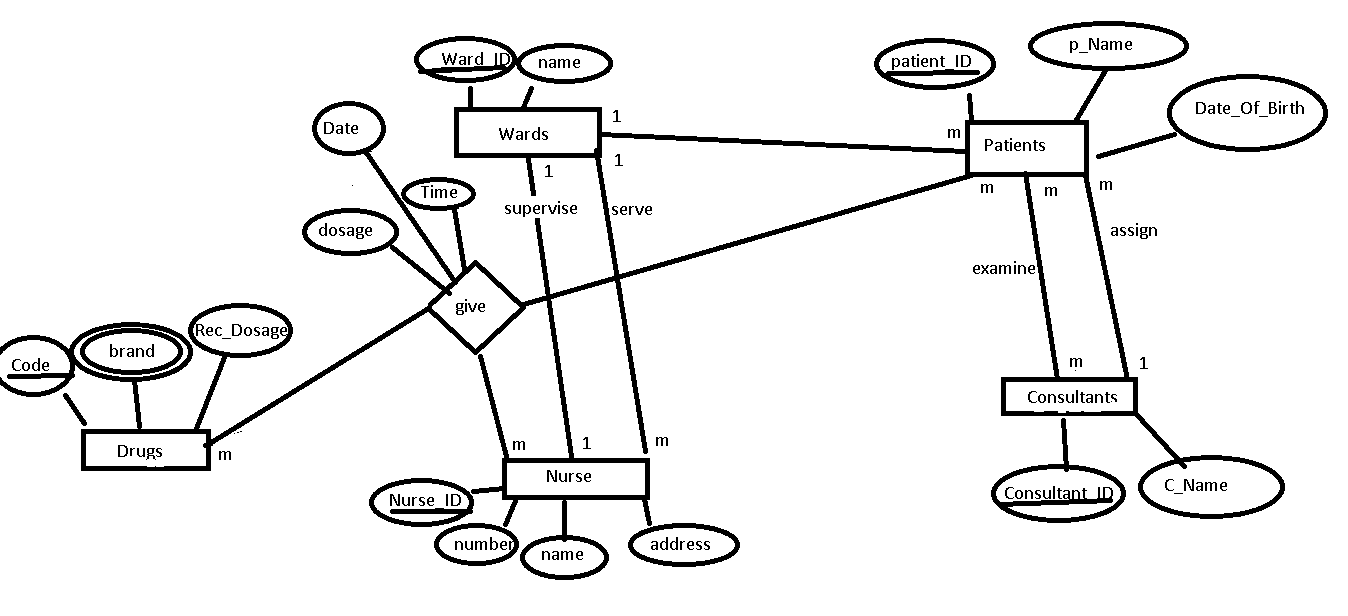 Ward_ID
name
patient_ID
p_Name
Date_Of_Birth
Date
Wards
1
m
Patients
1
1
Time
supervise
serve
m
m
m
dosage
assign
examine
give
Code
brand
Rec_Dosage
m
1
Drugs
m
m
1
m
Consultants
Nurse
Nurse_ID
number
name
address
Consultant_ID
C_Name